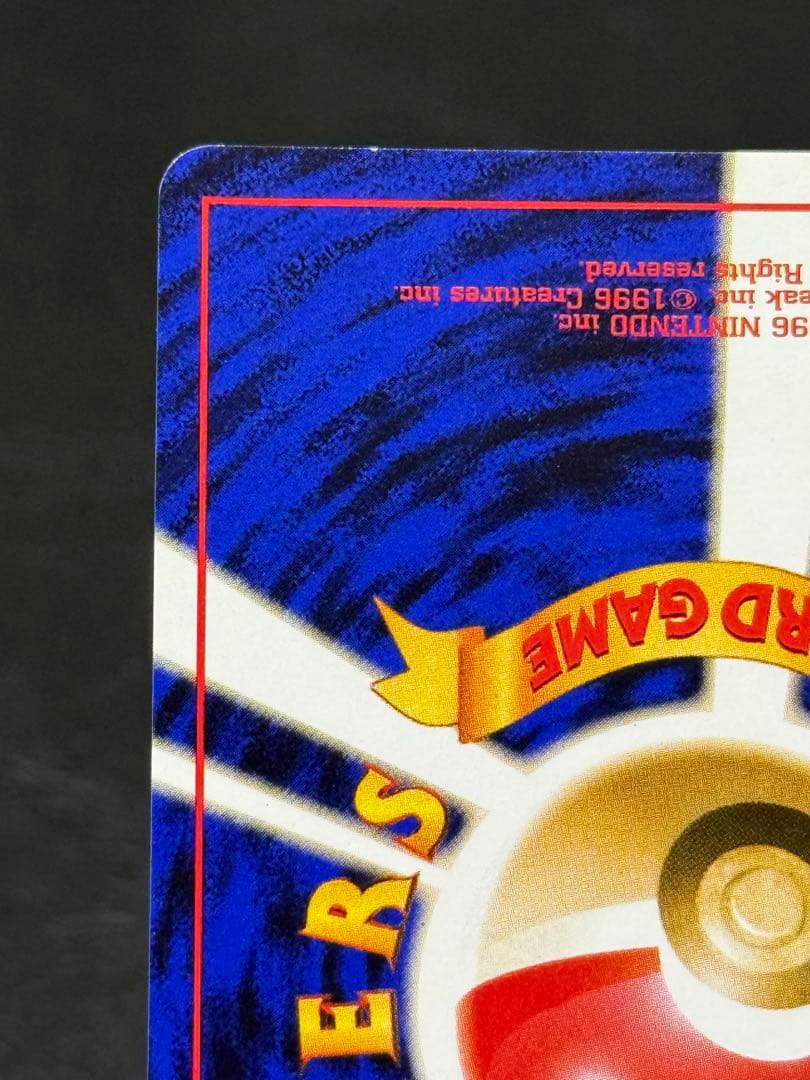 ERS
RD GAME
96 NINTENDO inc.
eak inc. ©1996 Creatures inc.
Rights reserved.